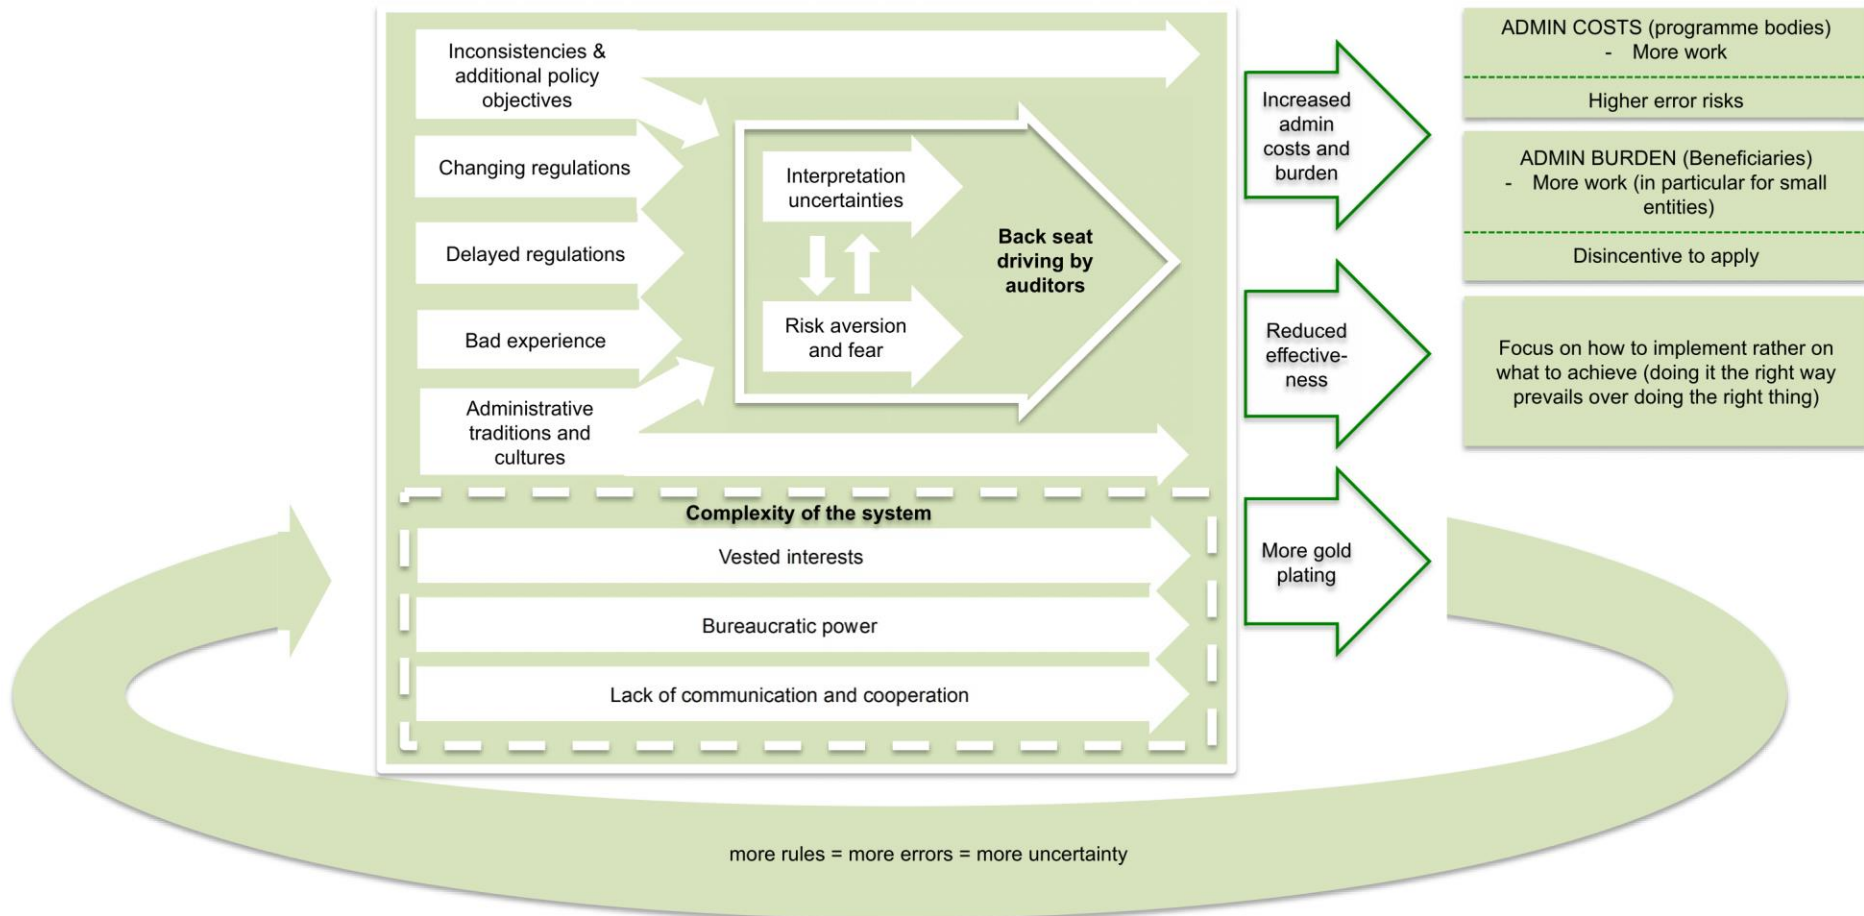 Inconsistencies &
additional policy
objectives
Changing regulations
Delayed regulations
Bad experience
Administrative
traditions and
cultures
Interpretation
uncertainties
Risk aversion
and fear
Back seat
driving by
auditors
Complexity of the system
Vested interests
Bureaucratic power
Lack of communication and cooperation
Increased
admin
costs and
burden
Reduced
effective-
ness
More gold
plating
ADMIN COSTS (programme bodies)
- More work
Higher error risks
ADMIN BURDEN (Beneficiaries)
- More work (in particular for small
entities)
Disincentive to apply
Focus on how to implement rather on
what to achieve (doing it the right way
prevails over doing the right thing)
more rules = more errors = more uncertainty